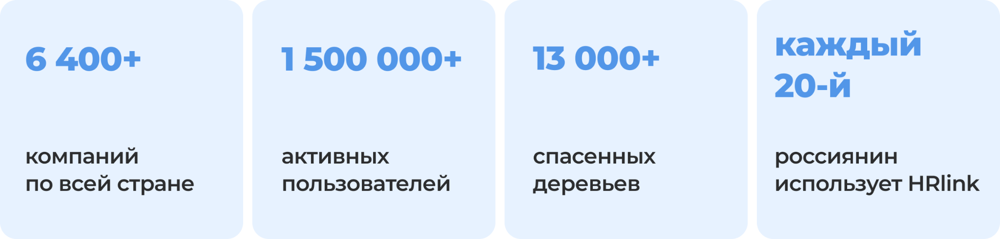 6 400+
компаний
по всей стране
1 500 000+
активных
пользователей
13 000+
спасенных
деревьев
каждый
20-й
россиянин
использует HRlink